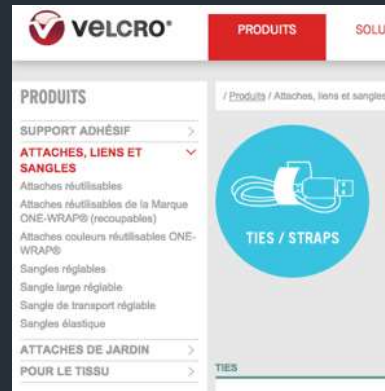 VELCRO®
PRODUITS
SOLU
PRODUITS
/ Produits / Attaches, liens et sangles
SUPPORT ADHÉSIF
ATTACHES, LIENS ET
SANGLES
Attaches réutilisables
Attaches réutilisables de la Marque
ONE-WRAP® (recoupables)
Attaches couleurs réutilisables ONE-
WRAP®
Sangles réglables
Sangle large réglable
Sangle de transport réglable
Sangles élastique
ATTACHES DE JARDIN
POUR LE TISSU
TIES / STRAPS
TIES